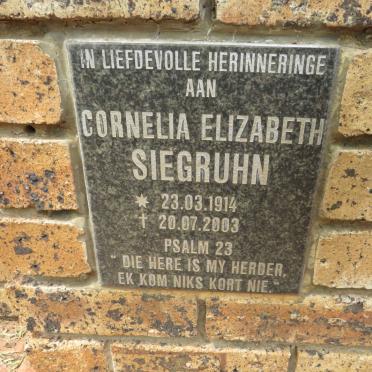 IN LIEFDEVOLLE HERINNERINGE
AAN
CORNELIA ELIZABETH
SIEGRUHN
* 23.03.1914
† 20.07.2003
PSALM 23
"DIE HERE IS MY HERDER,
EK KOM NIKS KORT NIE."